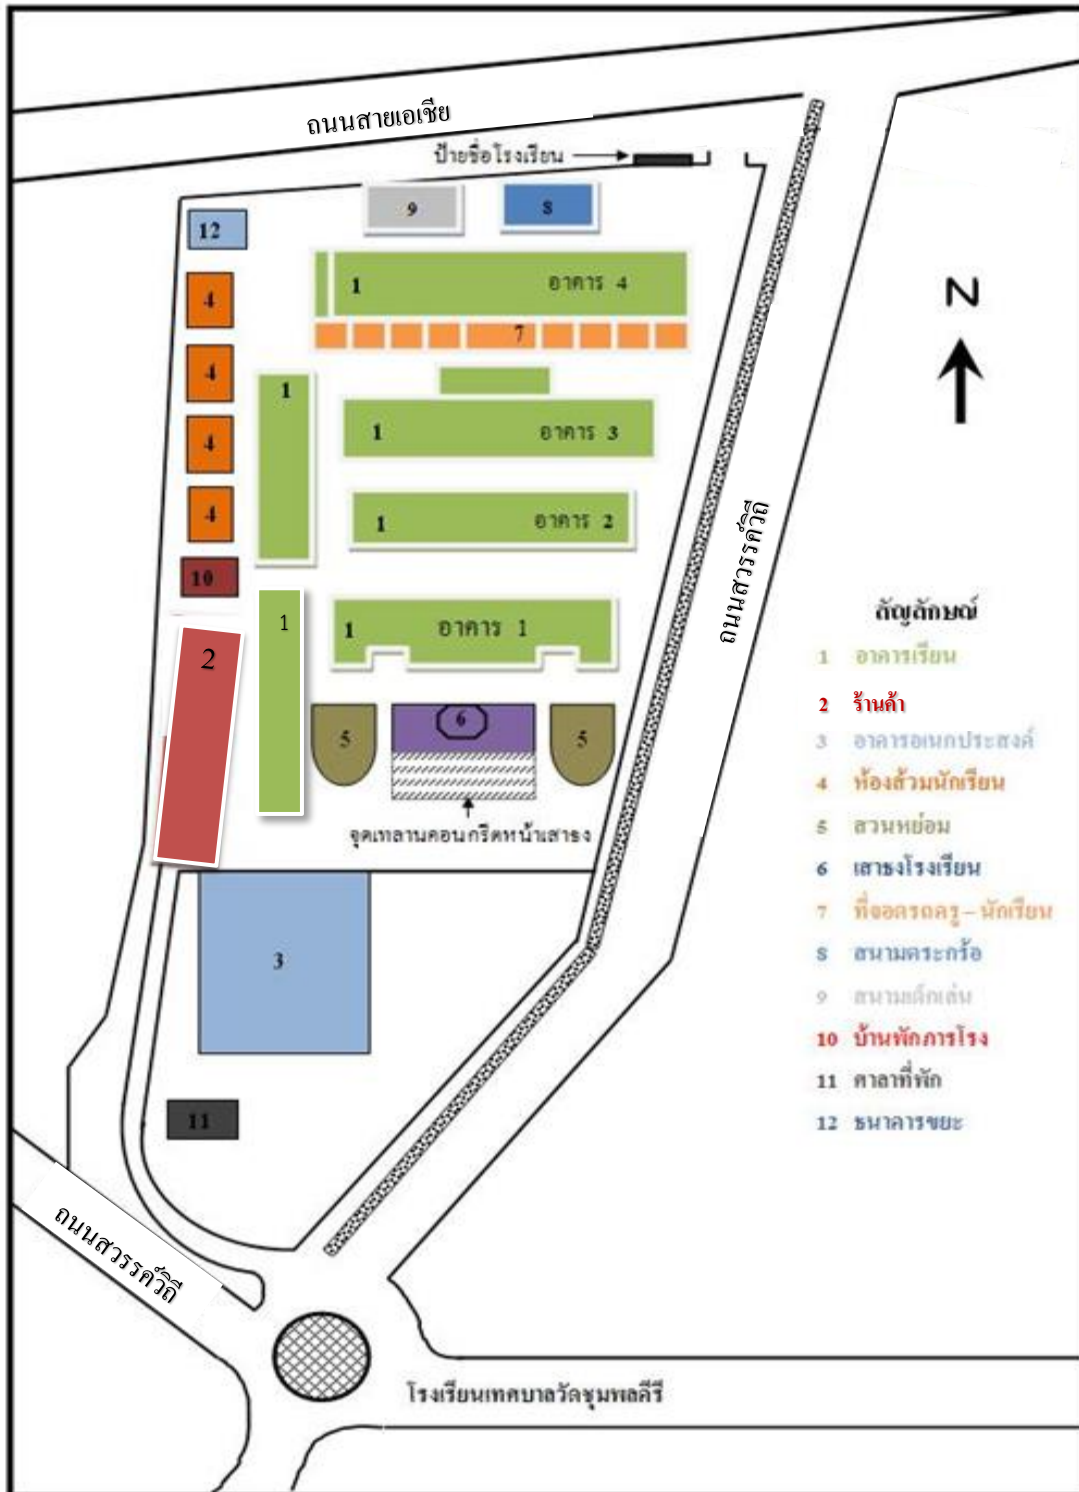 ถนนสายเอเชีย
ป้ายชื่อโรงเรียน
9
8
12
1 อาคาร 4
4
7
4
1
1 อาคาร 3
4
4
1 อาคาร 2
ถนนสวรรค์วิถี
10
1
1 อาคาร 1
2
5
6
5
จุดเทลานคอนกรีตหน้าเสาธง
3
11
ถนนสวรรค์วิถี
โรงเรียนเทศบาลวัดชุมพลคีรี
N
สัญลักษณ์
1 อาคารเรียน
2 ร้านค้า
3 อาคารอเนกประสงค์
4 ห้องส้วมนักเรียน
5 สวนหย่อม
6 เสาธงโรงเรียน
7 ที่จอดรถครู – นักเรียน
8 สนามตระกร้อ
9 สนามเด็กเล่น
10 บ้านพักภารโรง
11 ศาลาที่พัก
12 ธนาคารขยะ